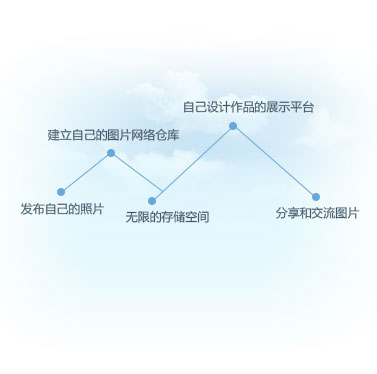 自己设计作品的展示平台
建立自己的图片网络仓库
发布自己的照片
无限的存储空间
分享和交流图片